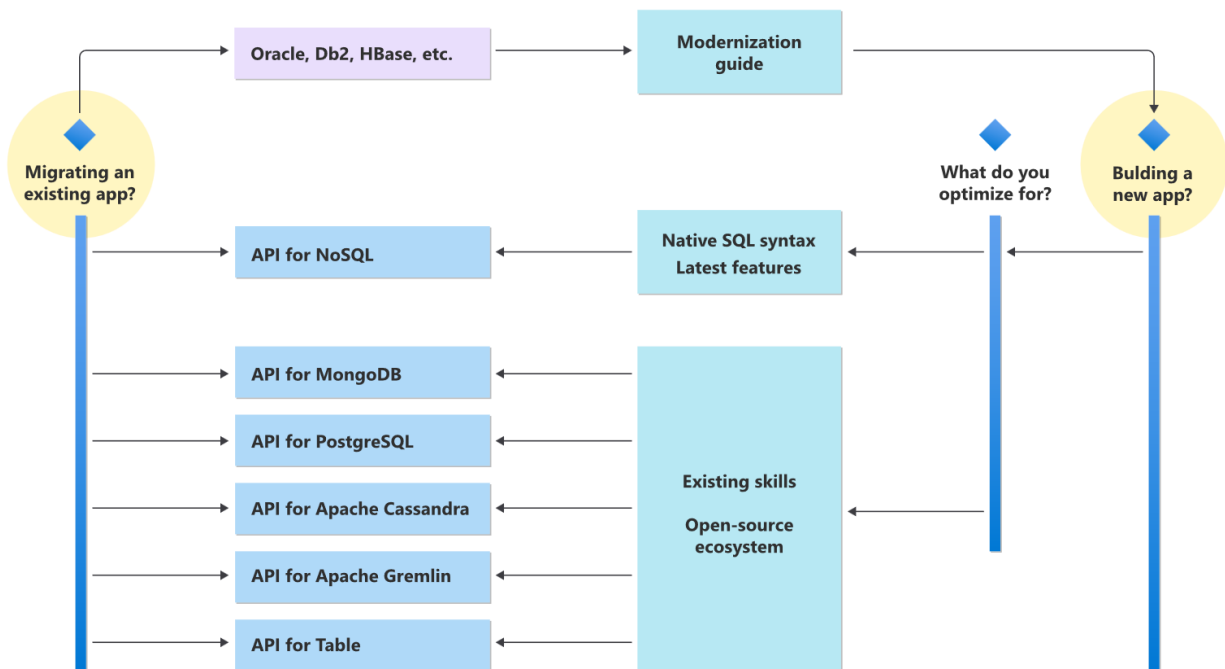 Oracle, Db2, HBase, etc.
Modernization
guide
Migrating an
existing app?
What do you
optimize for?
Bulding a
new app?
API for NoSQL
Native SQL syntax
Latest features
API for MongoDB
API for PostgreSQL
API for Apache Cassandra
API for Apache Gremlin
API for Table
Existing skills
Open-source
ecosystem